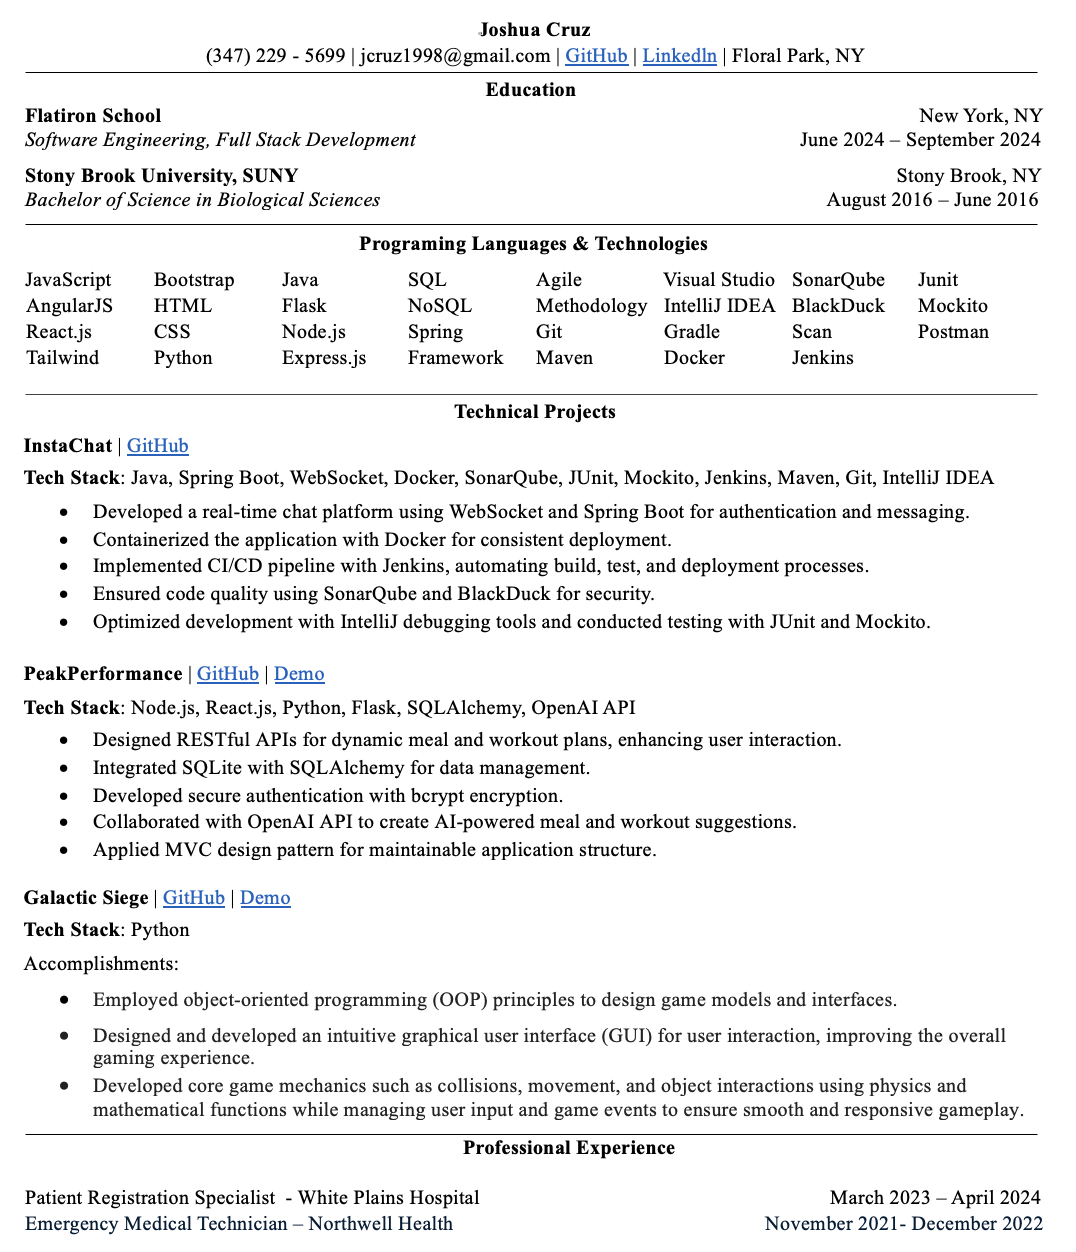 Joshua Cruz
(347) 229 - 5699 | jcruz1998@gmail.com | GitHub | Linkedln | Floral Park, NY
Education
Flatiron School New York, NY
Software Engineering, Full Stack Development June 2024 – September 2024
Stony Brook University, SUNY Stony Brook, NY
Bachelor of Science in Biological Sciences August 2016 – June 2016
Programing Languages & Technologies
JavaScript Bootstrap Java SQL Agile Visual Studio SonarQube Junit
AngularJS HTML Flask NoSQL Methodology IntelliJ IDEA BlackDuck Mockito
React.js CSS Node.js Spring Git Gradle Scan Postman
Tailwind Python Express.js Framework Maven Docker Jenkins
Technical Projects
InstaChat | GitHub
Tech Stack: Java, Spring Boot, WebSocket, Docker, SonarQube, JUnit, Mockito, Jenkins, Maven, Git, IntelliJ IDEA
• Developed a real-time chat platform using WebSocket and Spring Boot for authentication and messaging.
• Containerized the application with Docker for consistent deployment.
• Implemented CI/CD pipeline with Jenkins, automating build, test, and deployment processes.
• Ensured code quality using SonarQube and BlackDuck for security.
• Optimized development with IntelliJ debugging tools and conducted testing with JUnit and Mockito.
PeakPerformance | GitHub | Demo
Tech Stack: Node.js, React.js, Python, Flask, SQLAlchemy, OpenAI API
• Designed RESTful APIs for dynamic meal and workout plans, enhancing user interaction.
• Integrated SQLite with SQLAlchemy for data management.
• Developed secure authentication with bcrypt encryption.
• Collaborated with OpenAI API to create AI-powered meal and workout suggestions.
• Applied MVC design pattern for maintainable application structure.
Galactic Siege | GitHub | Demo
Tech Stack: Python
Accomplishments:
• Employed object-oriented programming (OOP) principles to design game models and interfaces.
• Designed and developed an intuitive graphical user interface (GUI) for user interaction, improving the overall
gaming experience.
• Developed core game mechanics such as collisions, movement, and object interactions using physics and
mathematical functions while managing user input and game events to ensure smooth and responsive gameplay.
Professional Experience
Patient Registration Specialist - White Plains Hospital March 2023 – April 2024
Emergency Medical Technician – Northwell Health November 2021- December 2022